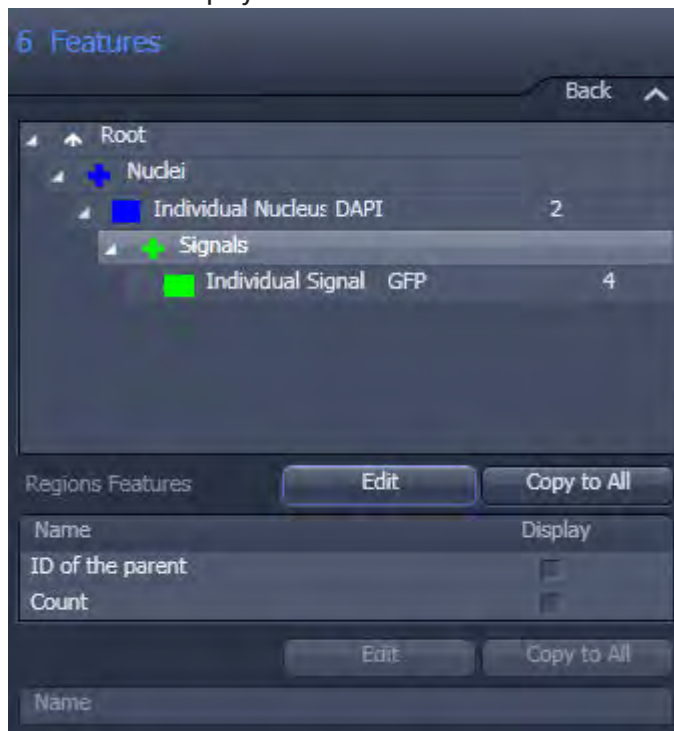 6 Features
Back
Root
Nuclei
Individual Nucleus DAPI 2
Signals
Individual Signal GFP 4
Regions Features Edit Copy to All
Name Display
ID of the parent
Count
Edit Copy to All
Name